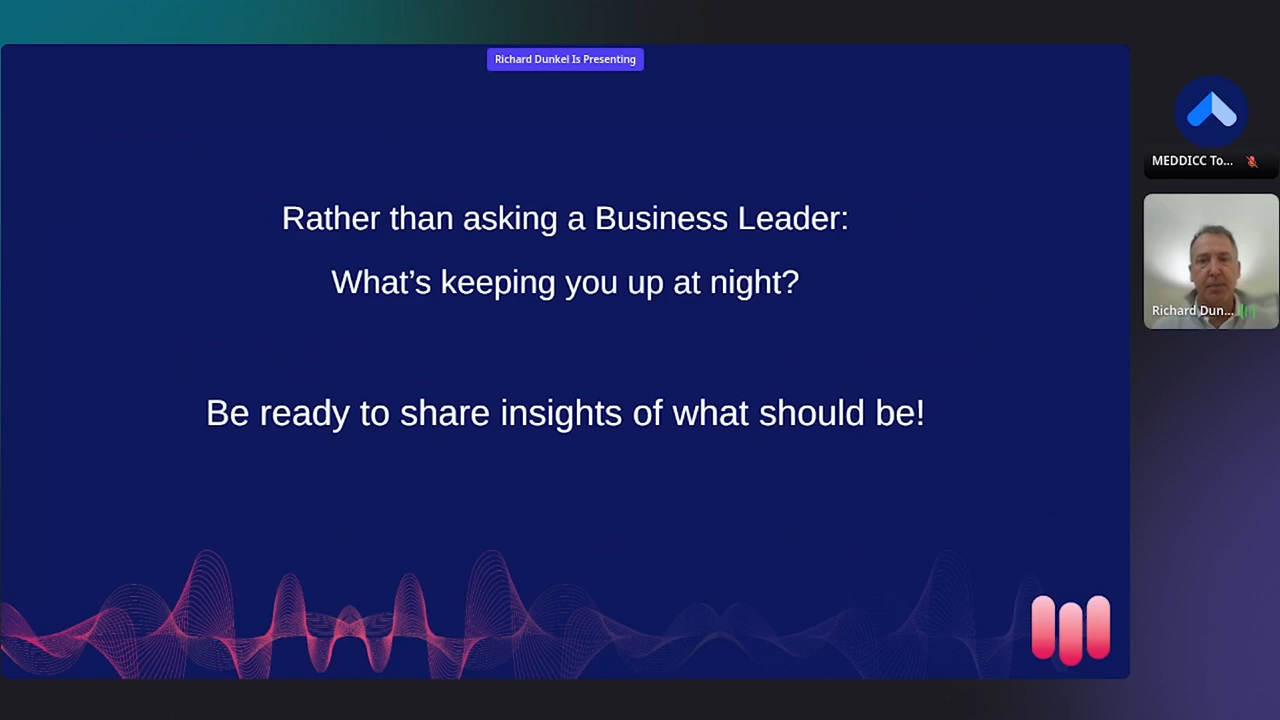 Richard Dunkel Is Presenting
Rather than asking a Business Leader:
What’s keeping you up at night?
Be ready to share insights of what should be!
MEDDICC To...
Richard Dun...